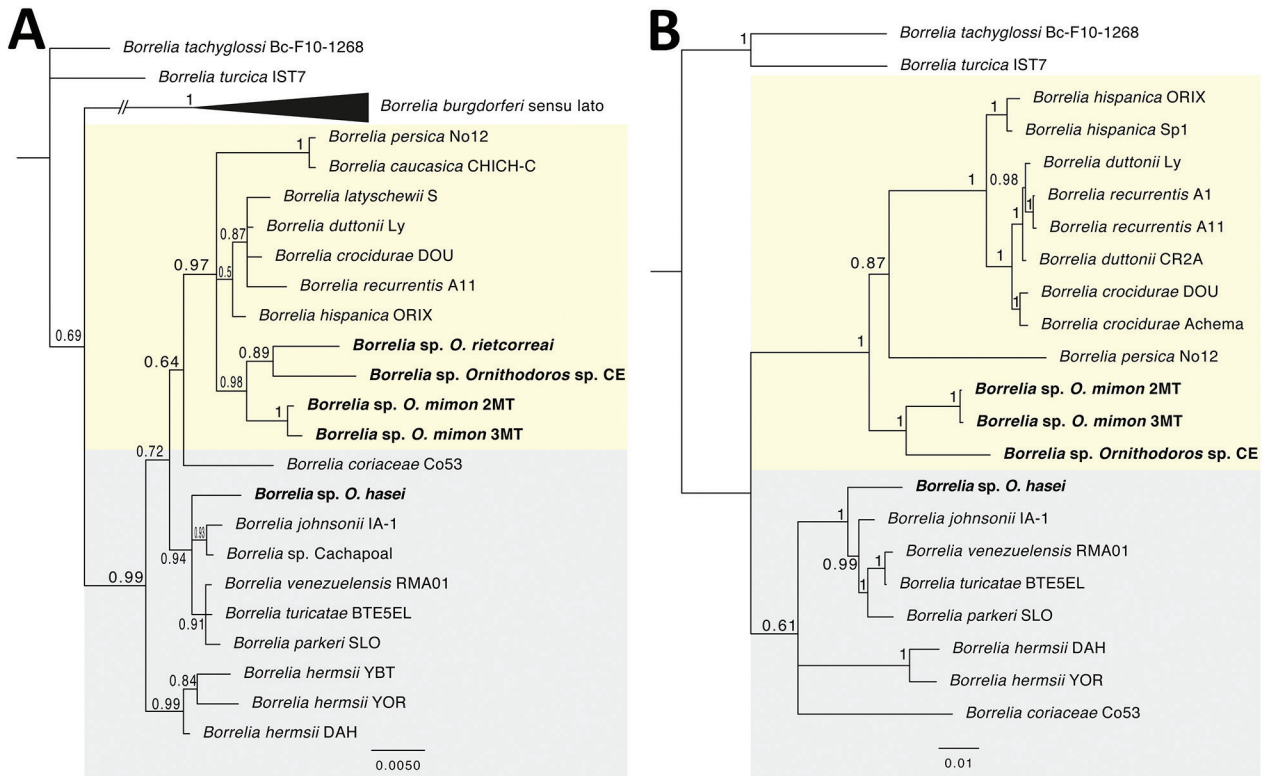 A
Borrelia tachyglossi Bc-F10-1268
Borrelia turcica IST7
1
Borrelia burgdorferi sensu lato
Borrelia persica No12
1
Borrelia caucasica CHICH-C
Borrelia latyschewii S
Borrelia duttonii Ly
0.87
Borrelia crocidurae DOU
0.97
0.5
Borrelia recurrentis A11
Borrelia hispanica ORIX
0.69
Borrelia sp. O. rietcorreai
0.89
0.64
Borrelia sp. Ornithodoros sp. CE
0.98
Borrelia sp. O. mimon 2MT
1
Borrelia sp. O. mimon 3MT
0.72
Borrelia coriaceae Co53
Borrelia sp. O. hasei
Borrelia johnsonii IA-1
0.93
Borrelia sp. Cachapoal
0.94
0.99
Borrelia venezuelensis RMA01
Borrelia turicatae BTE5EL
0.91
Borrelia parkeri SLO
Borrelia hermsii YBT
0.84
Borrelia hermsii YOR
0.99
Borrelia hermsii DAH
0.0050
B
Borrelia tachyglossi Bc-F10-1268
1
Borrelia turcica IST7
Borrelia hispanica ORIX
1
Borrelia hispanica Sp1
Borrelia duttonii Ly
1
0.98
Borrelia recurrentis A1
1
1
Borrelia recurrentis A11
1
Borrelia duttonii CR2A
0.87
Borrelia crocidurae DOU
1
Borrelia crocidurae Achema
1
Borrelia persica No12
Borrelia sp. O. mimon 2MT
1
Borrelia sp. O. mimon 3MT
1
Borrelia sp. Ornithodoros sp. CE
Borrelia sp. O. hasei
1
Borrelia johnsonii IA-1
Borrelia venezuelensis RMA01
0.99
1
Borrelia turicatae BTE5EL
1
Borrelia parkeri SLO
0.61
Borrelia hermsii DAH
1
Borrelia hermsii YOR
Borrelia coriaceae Co53
0.01